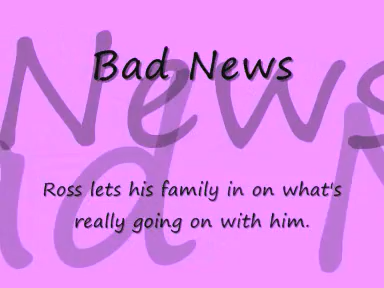 Bad News
Ross lets his family in on what's
really going on with him.